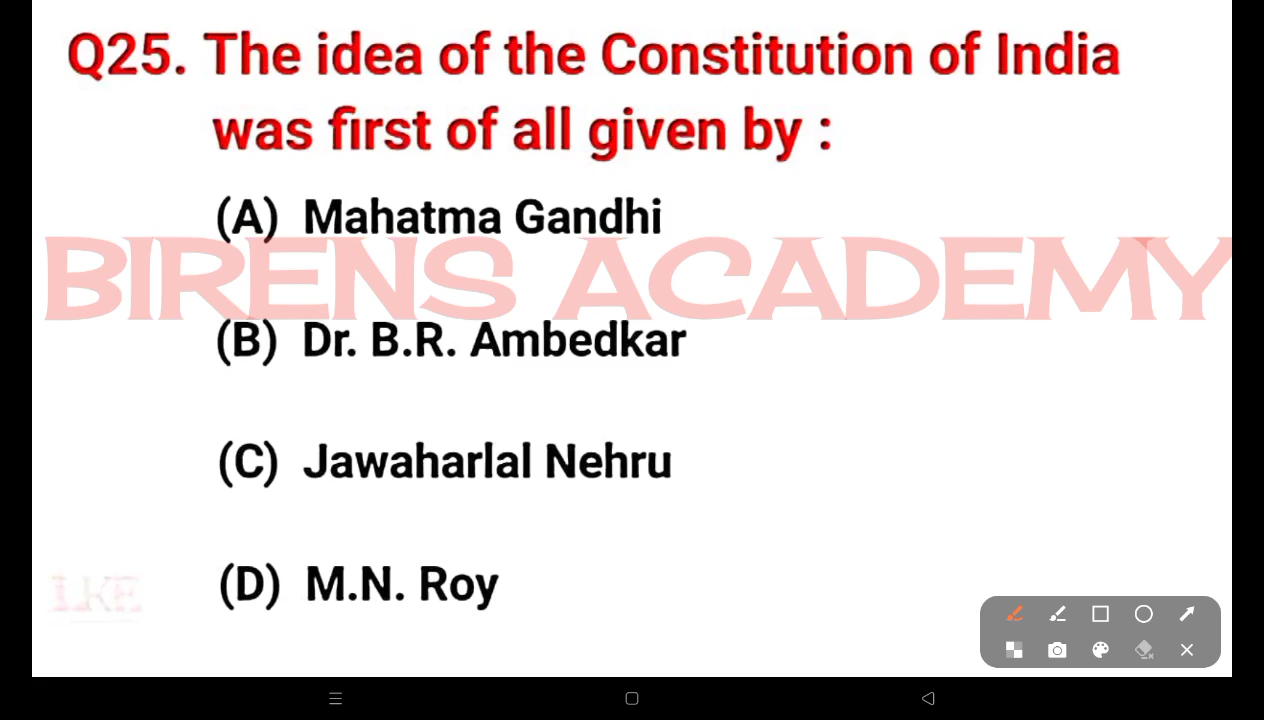 Q25. The idea of the Constitution of India
was first of all given by :
(A) Mahatma Gandhi
BIRENS ACADEMY
(B) Dr. B.R. Ambedkar
(C) Jawaharlal Nehru
(D) M.N. Roy
LKE